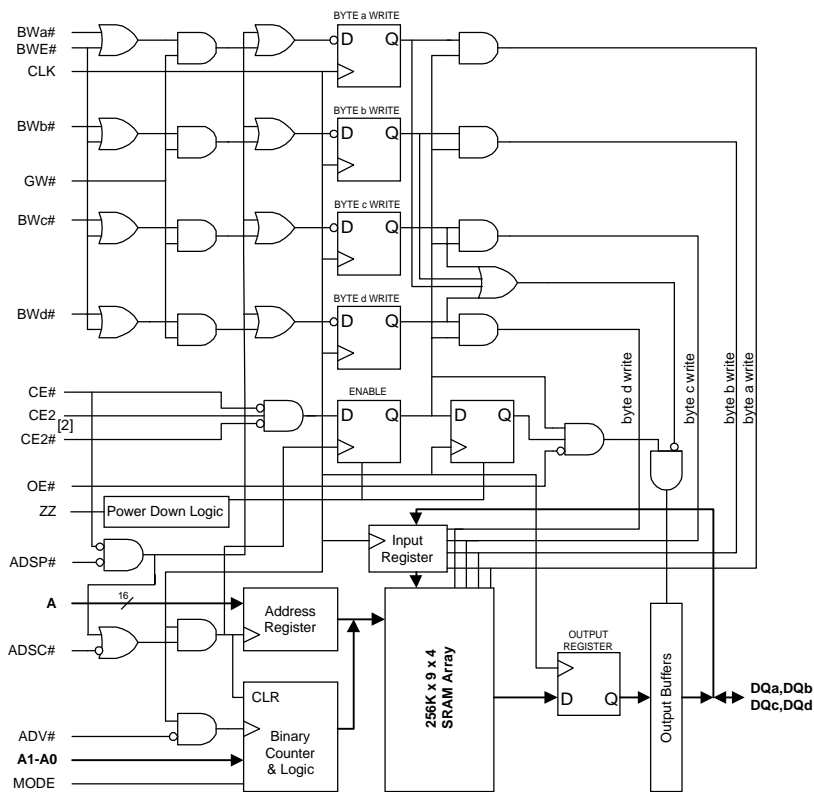 BYTE a WRITE
BWa#
BWE#
D Q
CLK
BYTE b WRITE
BWb#
D Q
GW#
BYTE c WRITE
BWc#
D Q
BYTE d WRITE
BWd#
D Q
byte d write
byte c write
byte b write
byte a write
CE#
ENABLE
CE2
[2]
D Q
D Q
CE2#
OE#
ZZ
Power Down Logic
Input
Register
ADSP#
A
16
Address
Register
ADSC#
256K x 9 x 4
SRAM Array
OUTPUT
REGISTER
D Q
Output Buffers
DQa,DQb
DQc,DQd
CLR
ADV#
Binary
Counter
& Logic
A1-A0
MODE